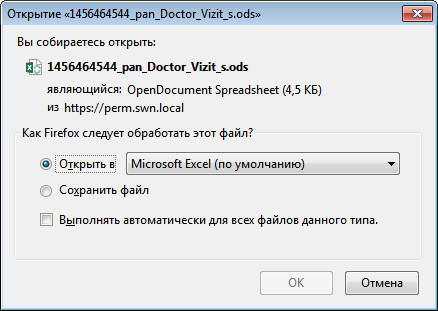 Открытие «1456464544_pan_Doctor_Vizit_s.ods»
Вы собираетесь открыть:
1456464544_pan_Doctor_Vizit_s.ods
являющийся: OpenDocument Spreadsheet (4,5 КБ)
из https://perm.swn.local
Как Firefox следует обработать этот файл?
Открыть в Microsoft Excel (по умолчанию)
Сохранить файл
Выполнять автоматически для всех файлов данного типа.
OK Отмена